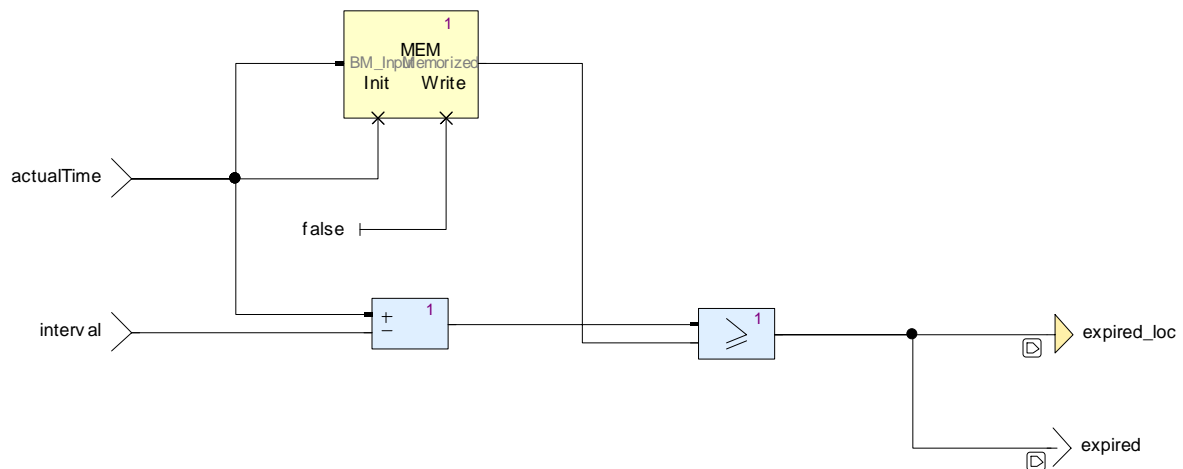 1
MEM
BM_Input Memorized
Init Write
actualTime
false
interval
+
−
1
1
≥
expired_loc
expired